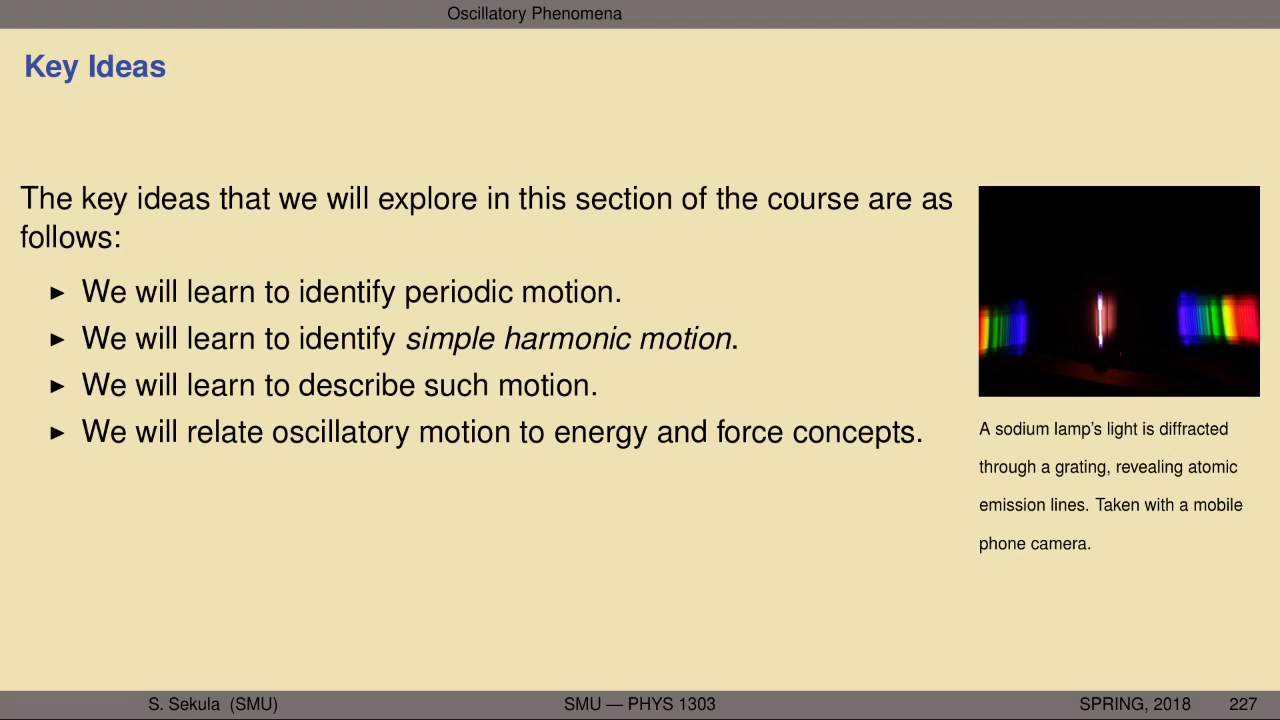 Oscillatory Phenomena
Key Ideas
The key ideas that we will explore in this section of the course are as
follows:
▶ We will learn to identify periodic motion.
▶ We will learn to identify simple harmonic motion.
▶ We will learn to describe such motion.
▶ We will relate oscillatory motion to energy and force concepts.
A sodium lamp's light is diffracted
through a grating, revealing atomic
emission lines. Taken with a mobile
phone camera.
S. Sekula (SMU) SMU — PHYS 1303 SPRING, 2018 227